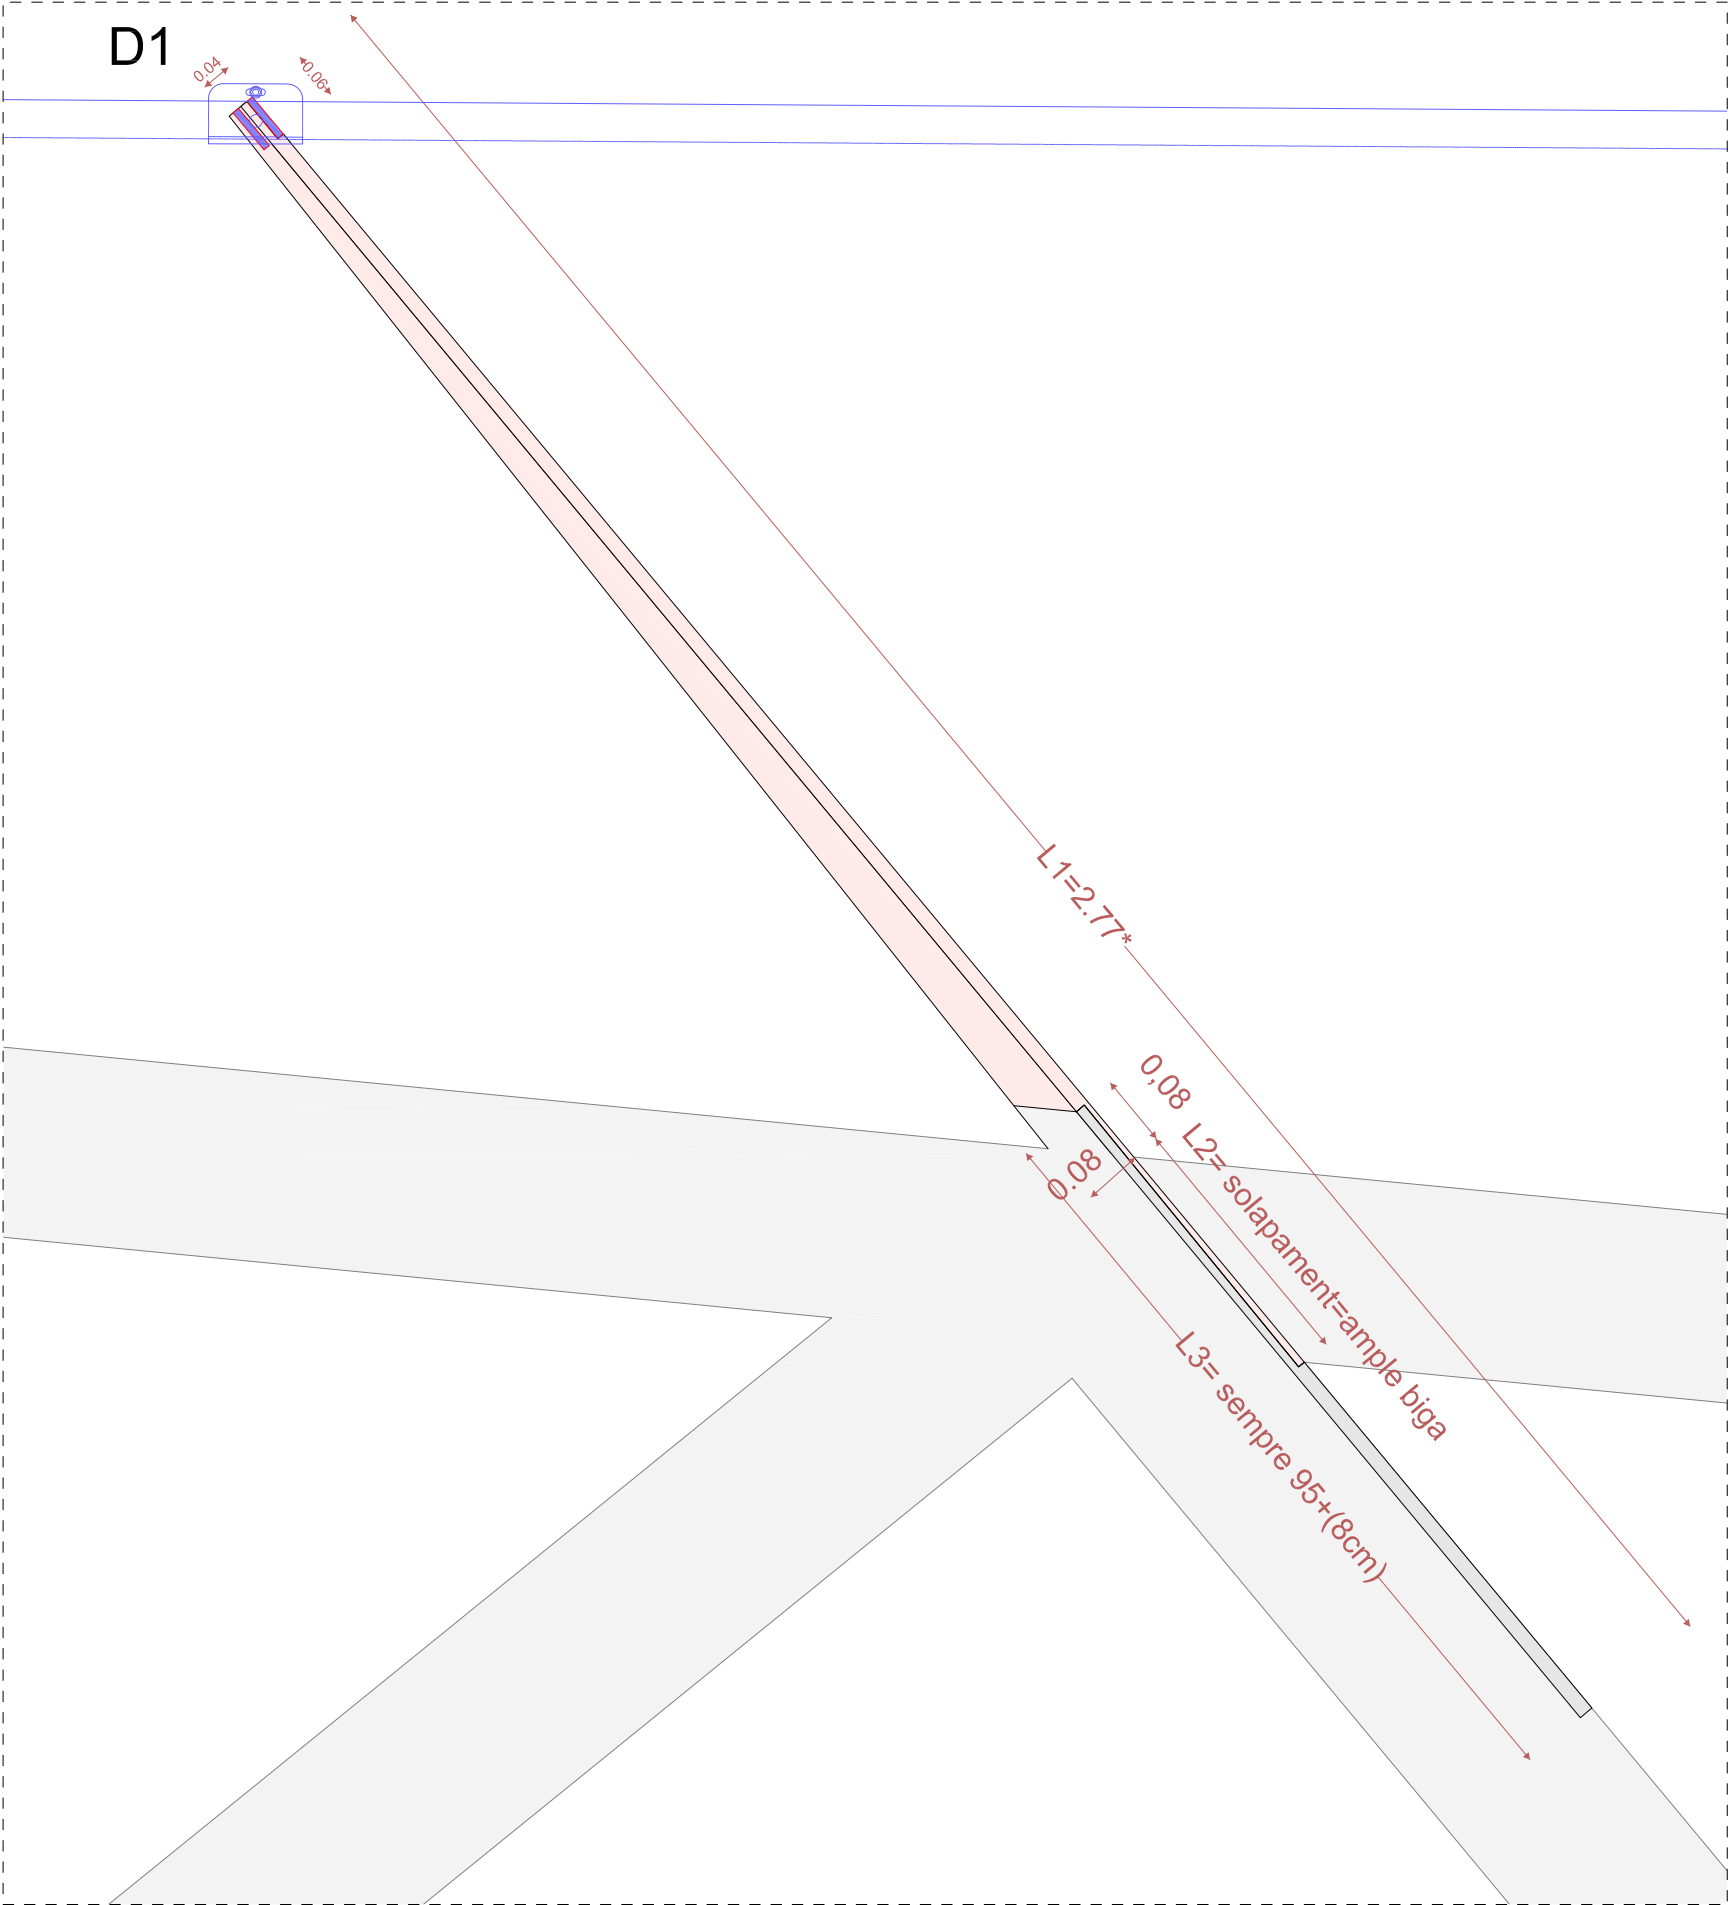 D1
0.04
0.06
L1=2.77*
0,08
L2= solapament=ample biga
0.08
L3= sempre 95+(8cm)